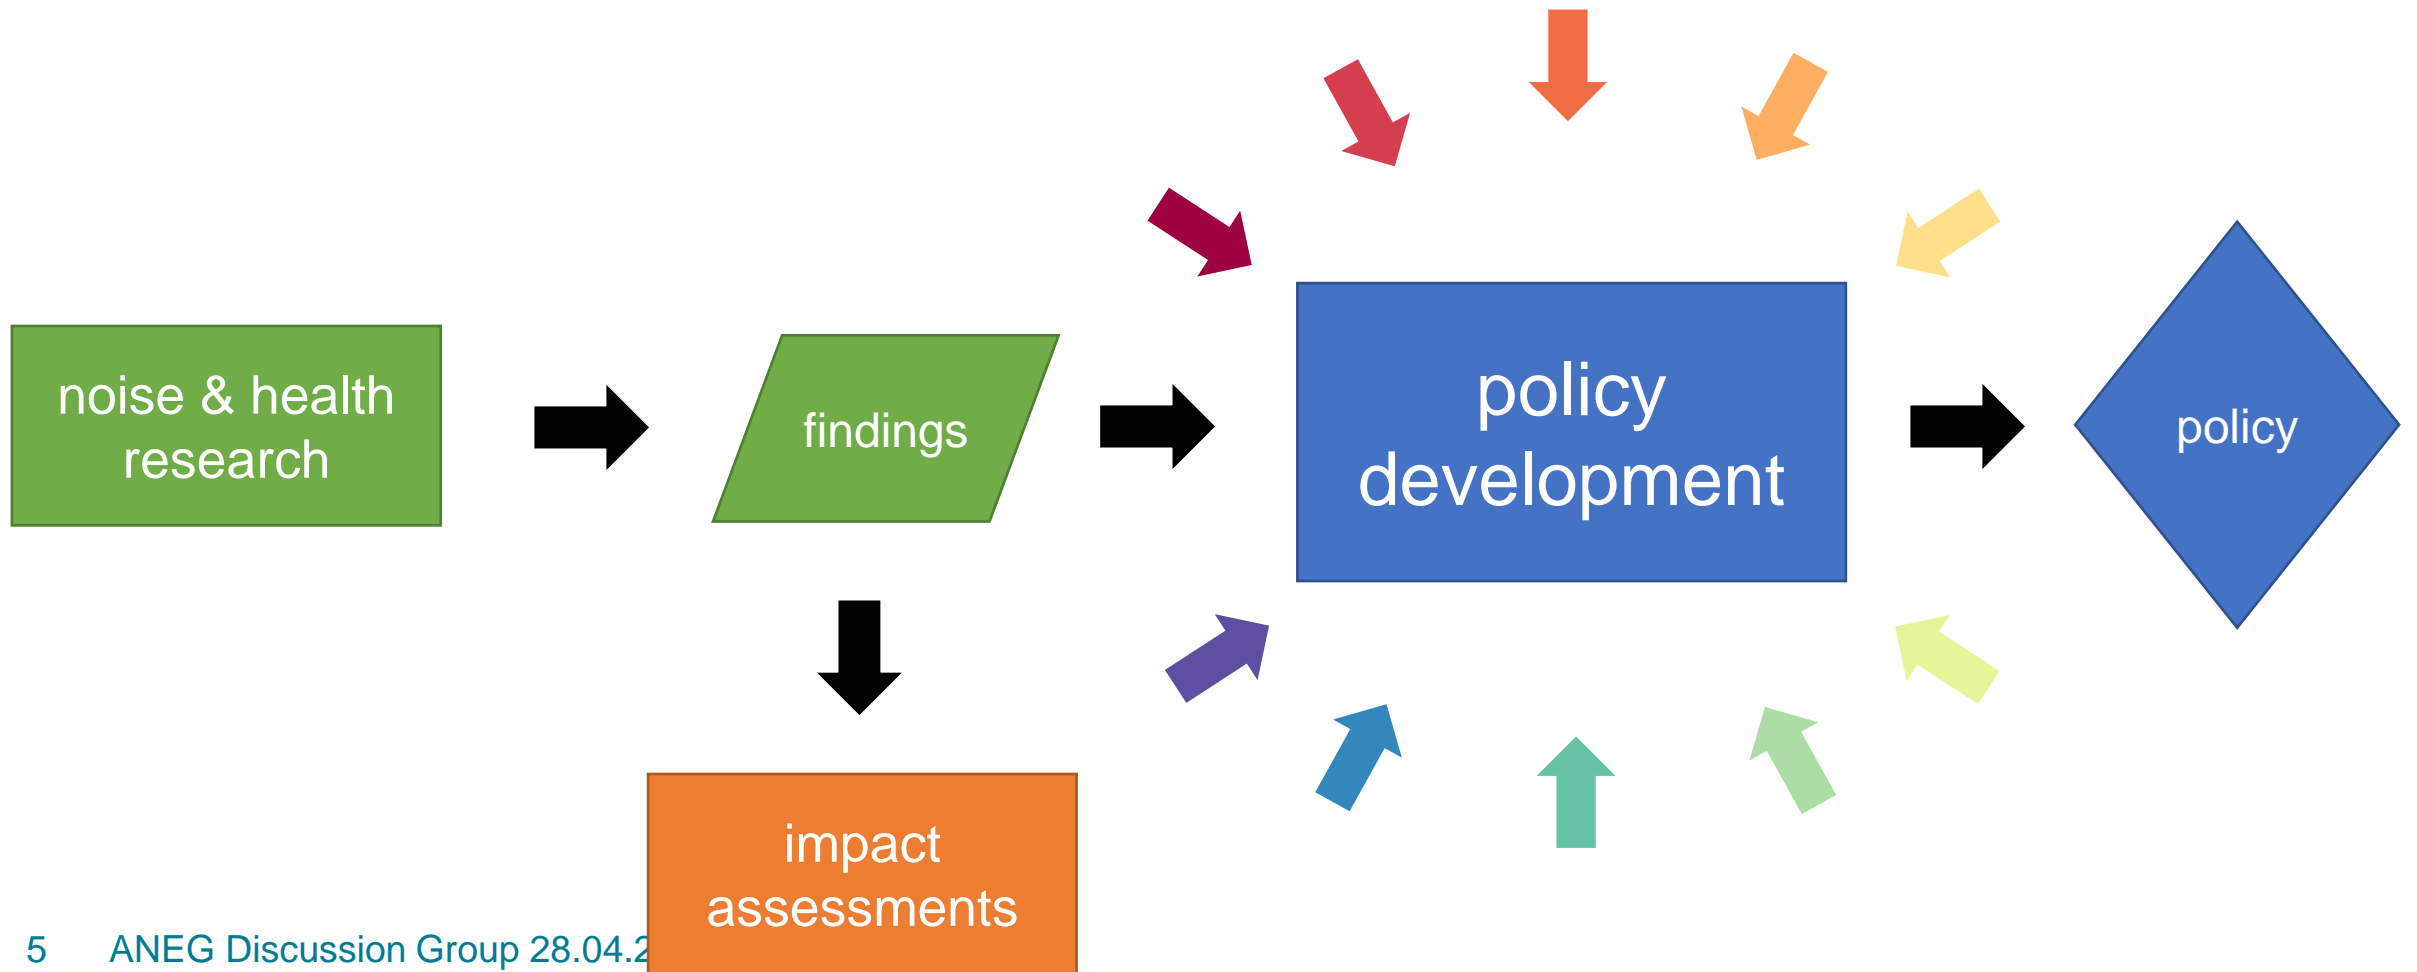 noise & health
research
findings
policy
development
policy
impact
assessments
5 ANEG Discussion Group 28.04.2